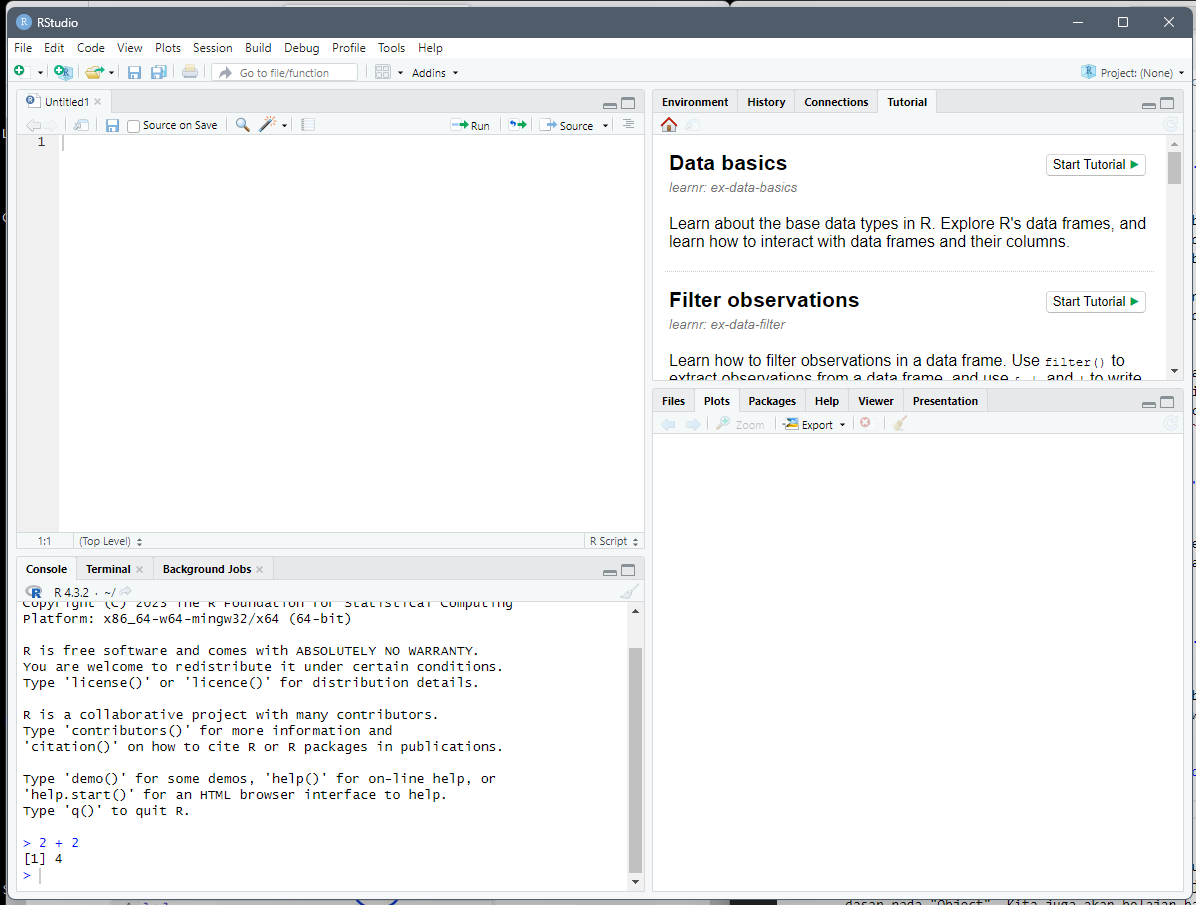 RStudio
File Edit Code View Plots Session Build Debug Profile Tools Help
Go to file/function Addins Project: (None)
Untitled1
Source on Save Run Source
1
1:1 (Top Level) R Script
Console Terminal Background Jobs
R 4.3.2 · ~/
Copyright (C) 2023 The R Foundation for Statistical Computing
Platform: x86_64-w64-mingw32/x64 (64-bit)
R is free software and comes with ABSOLUTELY NO WARRANTY.
You are welcome to redistribute it under certain conditions.
Type 'license()' or 'licence()' for distribution details.
R is a collaborative project with many contributors.
Type 'contributors()' for more information and
'citation()' on how to cite R or R packages in publications.
Type 'demo()' for some demos, 'help()' for on-line help, or
'help.start()' for an HTML browser interface to help.
Type 'q()' to quit R.
> 2 + 2
[1] 4
>
Environment History Connections Tutorial
Data basics
Start Tutorial
learnr: ex-data-basics
Learn about the base data types in R. Explore R's data frames, and
learn how to interact with data frames and their columns.
Filter observations
Start Tutorial
learnr: ex-data-filter
Learn how to filter observations in a data frame. Use filter() to
extract observations from a data frame, and use and to write
Files Plots Packages Help Viewer Presentation
Zoom Export
pada "Object". Kita juga akan belajar